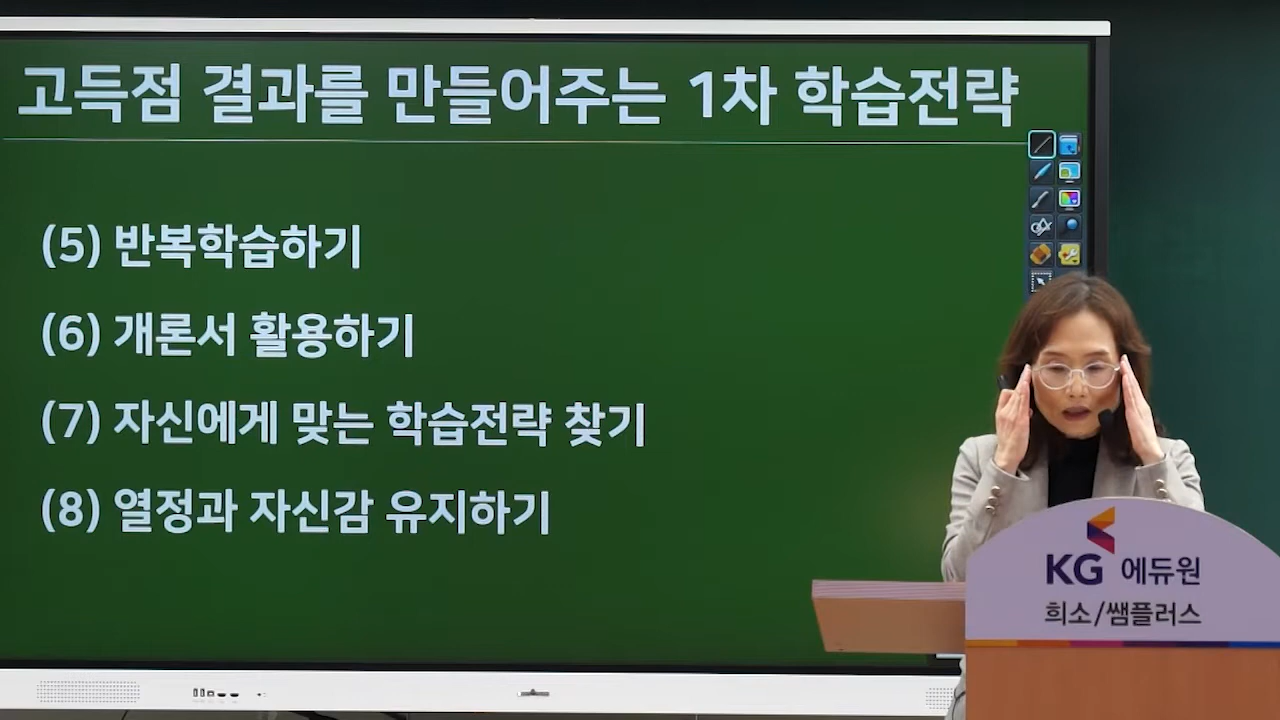 고득점 결과를 만들어주는 1차 학습전략
(5) 반복학습하기
(6) 개론서 활용하기
(7) 자신에게 맞는 학습전략 찾기
(8) 열정과 자신감 유지하기
KG 에듀원
희소/쌤플러스